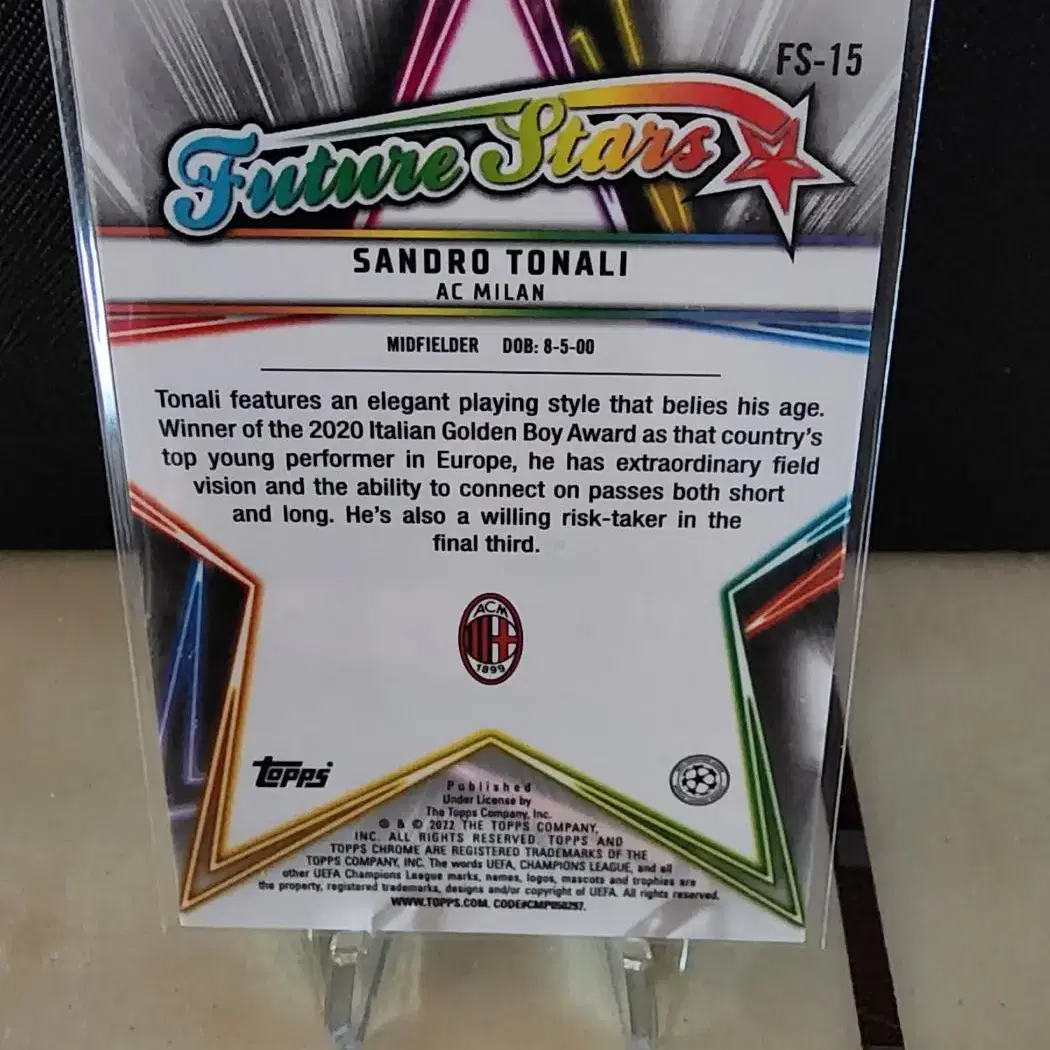 FS-15
Future Stars
SANDRO TONALI
AC MILAN
MIDFIELDER DOB: 8-5-00
Tonali features an elegant playing style that belies his age.
Winner of the 2020 Italian Golden Boy Award as that country's
top young performer in Europe, he has extraordinary field
vision and the ability to connect on passes both short
and long. He's also a willing risk-taker in the
final third.
ACM
1899
topps
Published
Under License by
The Topps Company, Inc.
® & © 2022 THE TOPPS COMPANY,
INC. ALL RIGHTS RESERVED. TOPPS AND
TOPPS CHROME ARE REGISTERED TRADEMARKS OF THE
TOPPS COMPANY, INC. The words UEFA, CHAMPIONS LEAGUE, and all
other UEFA Champions League marks, names, logos, mascots and trophies are
the property, registered trademarks, designs and/or copyright of UEFA. All rights reserved.
WWW.TOPPS.COM. CODE#CMP050297.